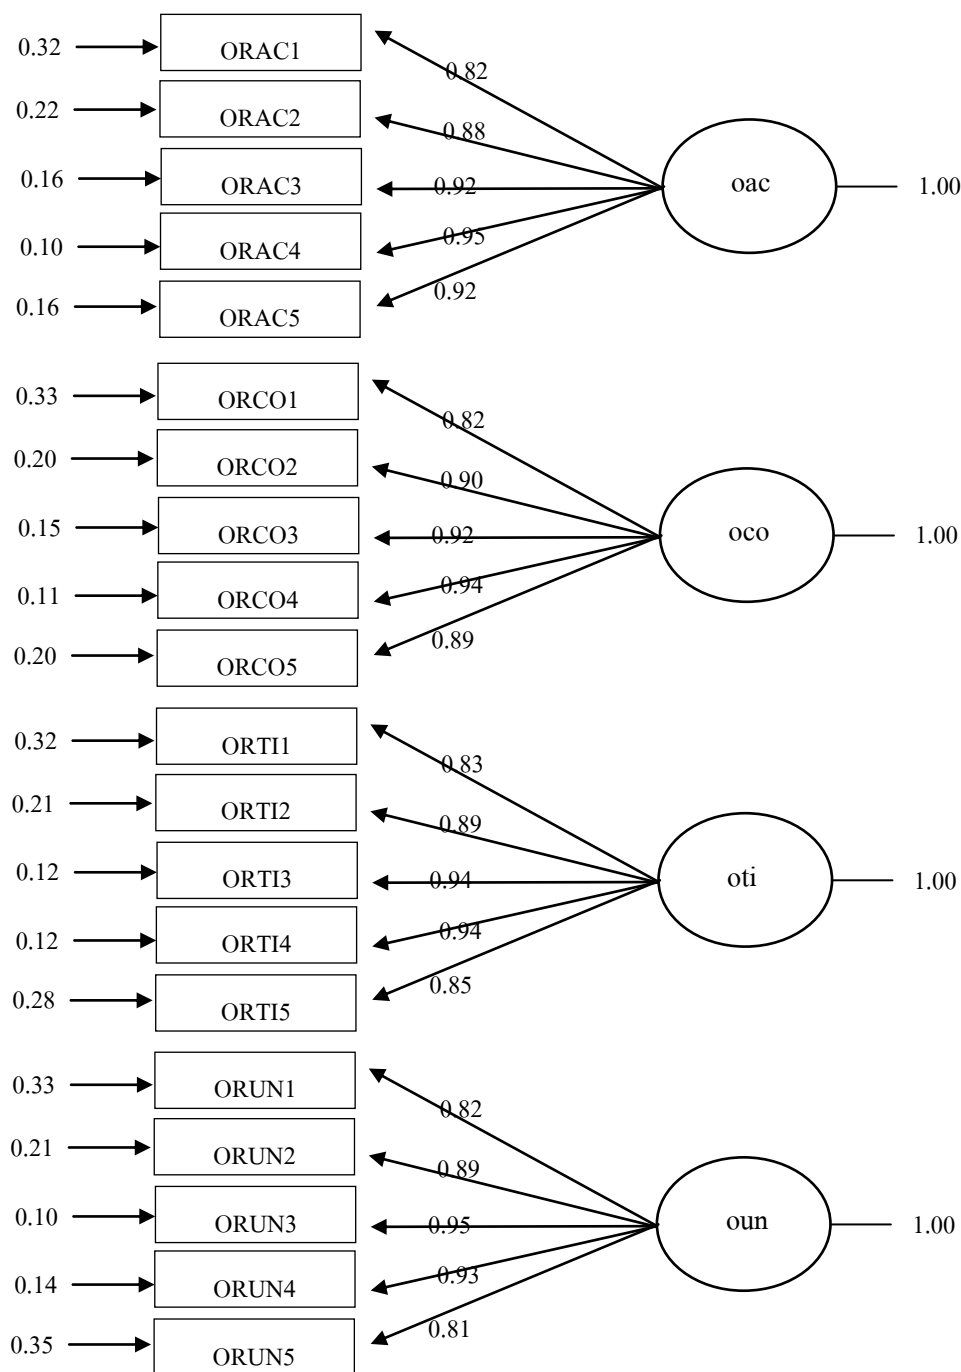 0.32 ORAC1 0.82
0.22 ORAC2 0.88
0.16 ORAC3 0.92 oac 1.00
0.10 ORAC4 0.95
0.16 ORAC5 0.92
0.33 ORCO1 0.82
0.20 ORCO2 0.90
0.15 ORCO3 0.92 oco 1.00
0.11 ORCO4 0.94
0.20 ORCO5 0.89
0.32 ORTI1 0.83
0.21 ORTI2 0.89
0.12 ORTI3 0.94 oti 1.00
0.12 ORTI4 0.94
0.28 ORTI5 0.85
0.33 ORUN1 0.82
0.21 ORUN2 0.89
0.10 ORUN3 0.95 oun 1.00
0.14 ORUN4 0.93
0.35 ORUN5 0.81